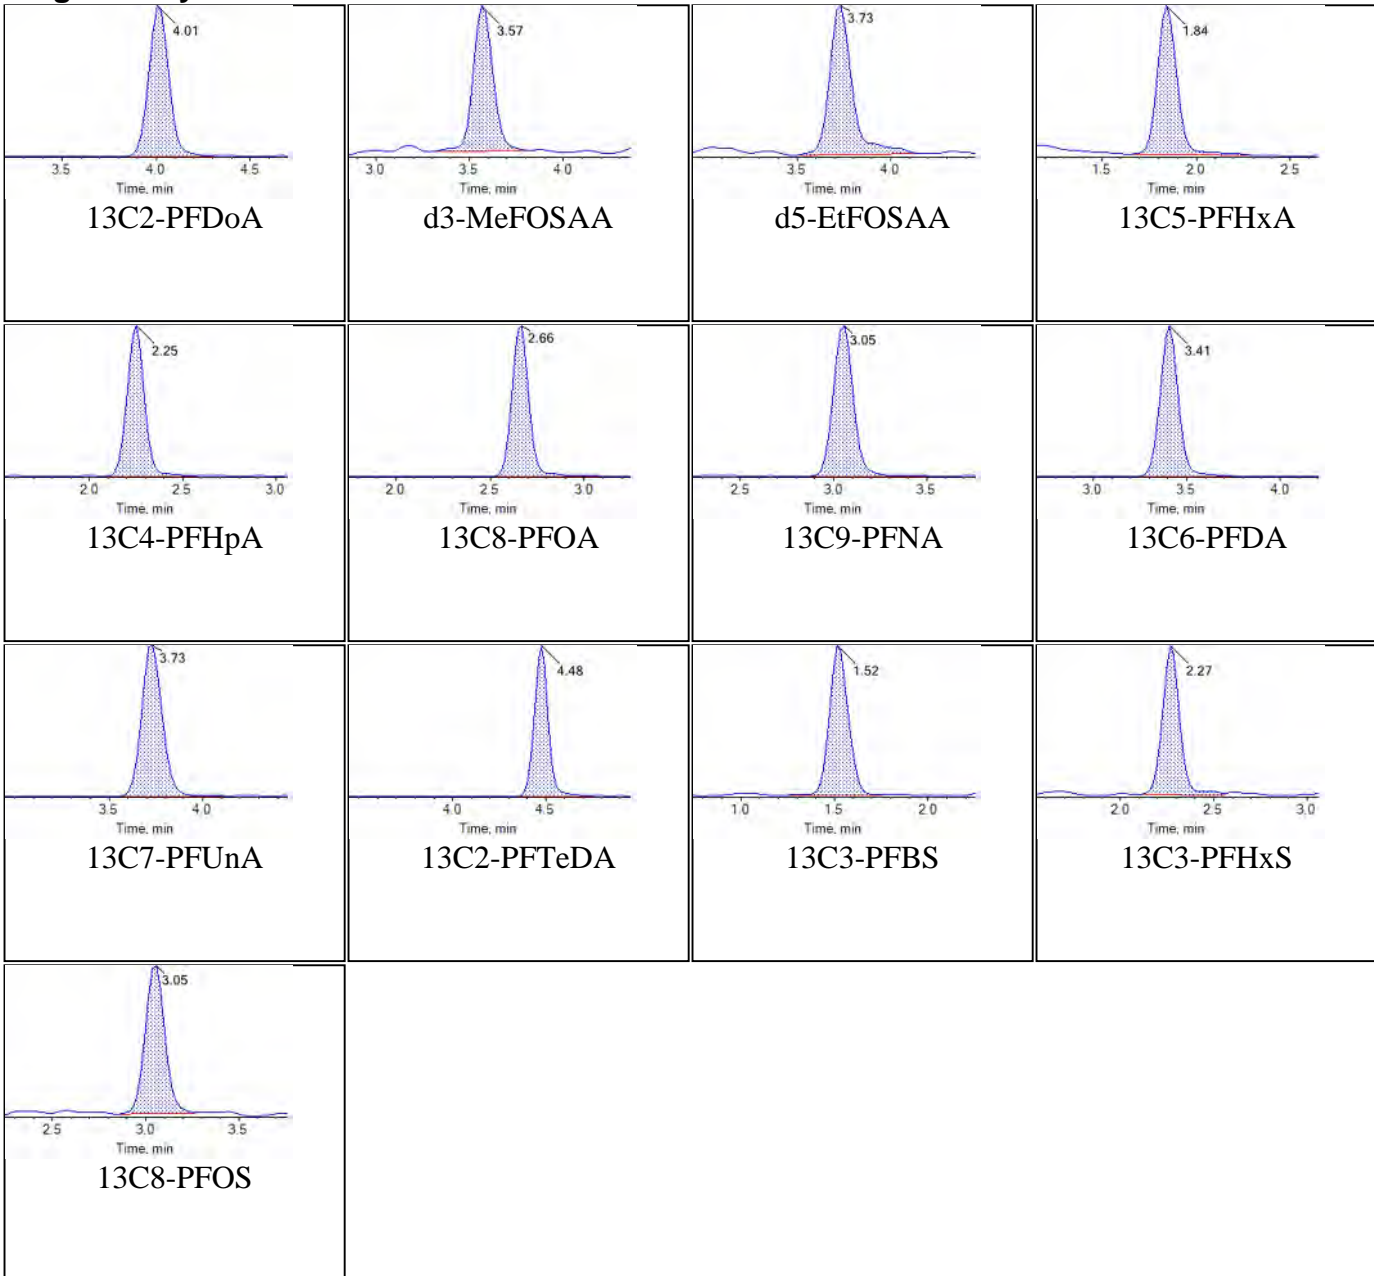 4.01
3.5 4.0 4.5
Time, min
13C2-PFDoA
3.57
3.0 3.5 4.0
Time, min
d3-MeFOSAA
3.73
3.5 4.0
Time, min
d5-EtFOSAA
1.84
1.5 2.0 2.5
Time, min
13C5-PFHxA
2.25
2.0 2.5 3.0
Time, min
13C4-PFHpA
2.66
2.0 2.5 3.0
Time, min
13C8-PFOA
3.05
2.5 3.0 3.5
Time, min
13C9-PFNA
3.41
3.0 3.5 4.0
Time, min
13C6-PFDA
3.73
3.5 4.0
Time, min
13C7-PFUnA
4.48
4.0 4.5
Time, min
13C2-PFTeDA
1.52
1.0 1.5 2.0
Time, min
13C3-PFBS
2.27
2.0 2.5 3.0
Time, min
13C3-PFHxS
3.05
2.5 3.0 3.5
Time, min
13C8-PFOS